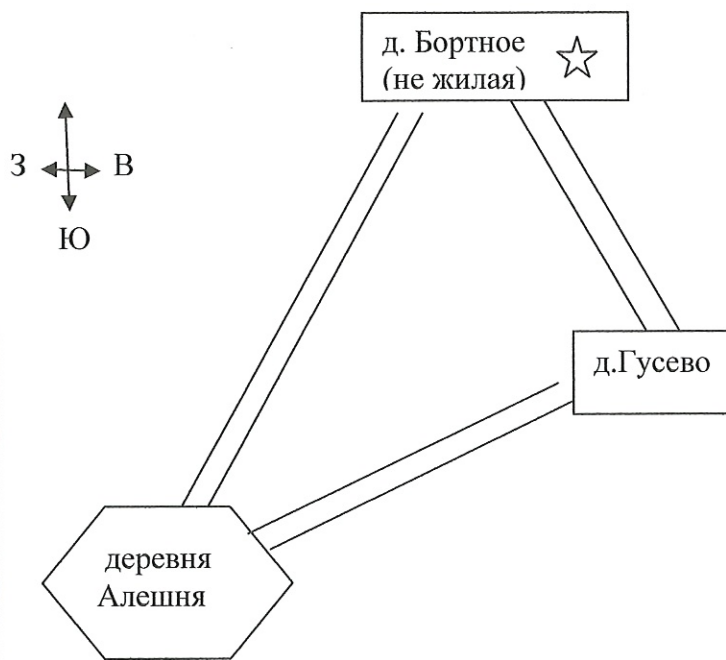 д. Бортное
(не жилая)
З В
Ю
д.Гусево
деревня
Алешня